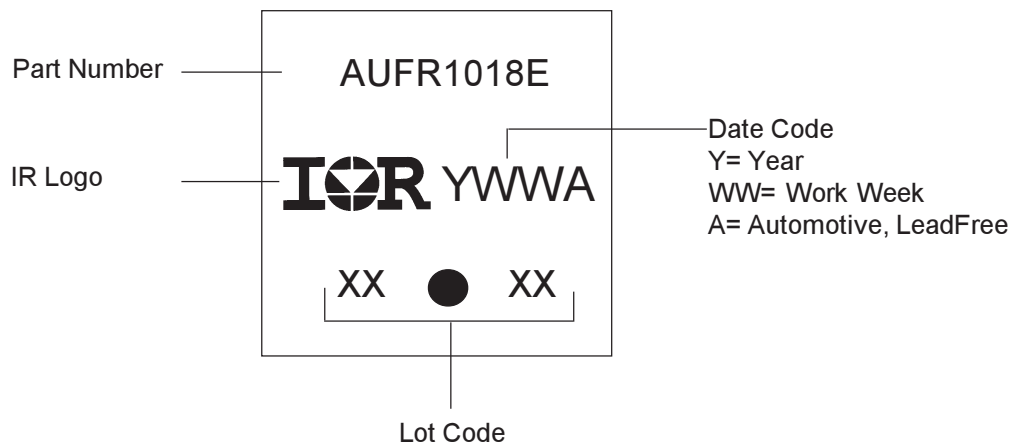 Part Number
AUFR1018E
IR Logo
IOR YWWA
Date Code
Y= Year
WW= Work Week
A= Automotive, LeadFree
XX XX
Lot Code